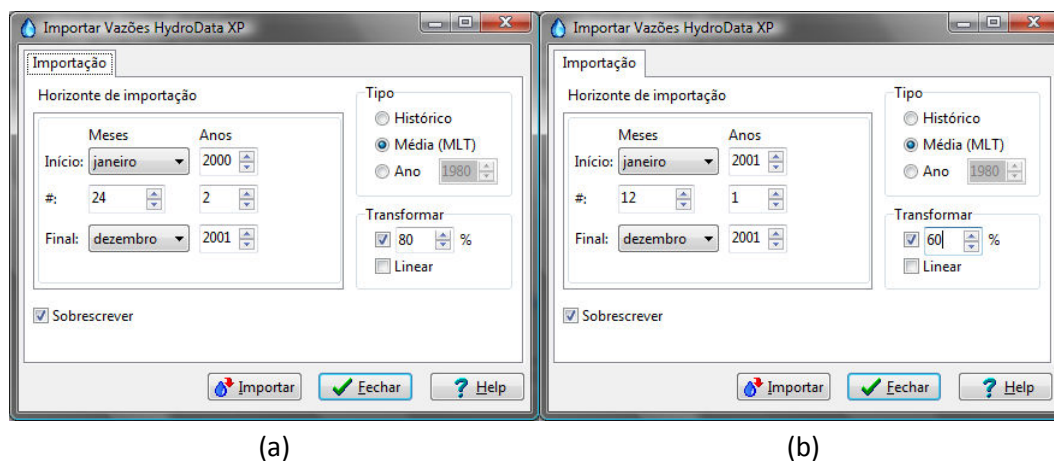 Importar Vazões HydroData XP
Importação
Horizonte de importação
Meses Anos
Início: janeiro 2000
#: 24 2
Final: dezembro 2001
Tipo
Histórico
Média (MLT)
Ano 1980
Transformar
80 %
Linear
Sobrescrever
Importar Fechar ? Help
(a)
Importar Vazões HydroData XP
Importação
Horizonte de importação
Meses Anos
Início: janeiro 2001
#: 12 1
Final: dezembro 2001
Tipo
Histórico
Média (MLT)
Ano 1980
Transformar
60 %
Linear
Sobrescrever
Importar Fechar ? Help
(b)